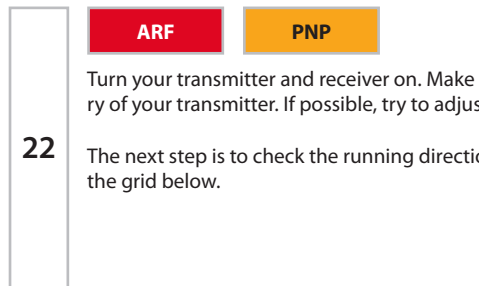 ARF PNP
Turn your transmitter and receiver on. Make
ry of your transmitter. If possible, try to adjus
22
The next step is to check the running directio
the grid below.